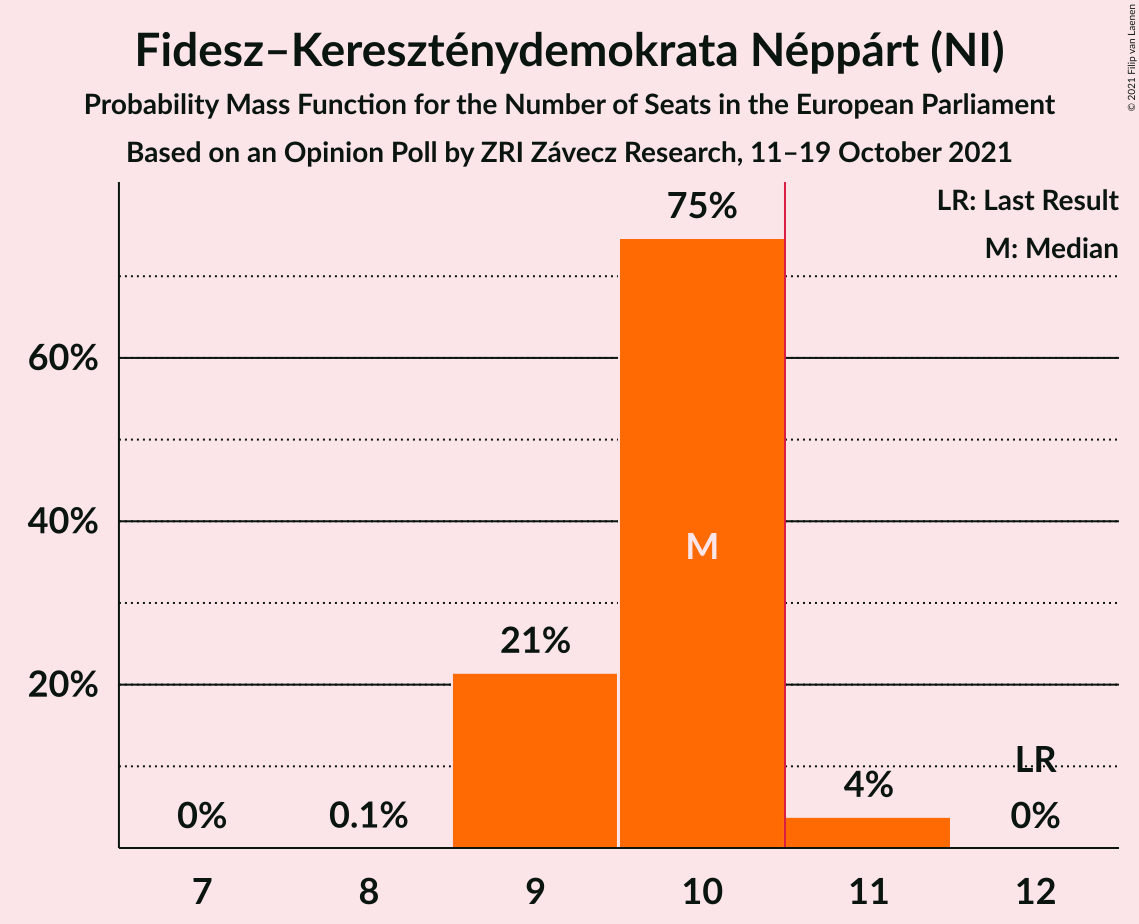 Fidesz–Kereszténydemokrata Néppárt (NI)
Probability Mass Function for the Number of Seats in the European Parliament
Based on an Opinion Poll by ZRI Závecz Research, 11–19 October 2021
© 2021 Filip van Laenen
LR: Last Result
M: Median
75%
60%
40%
M
21%
20%
LR
4%
0%
0.1%
0%
7
8
9
10
11
12